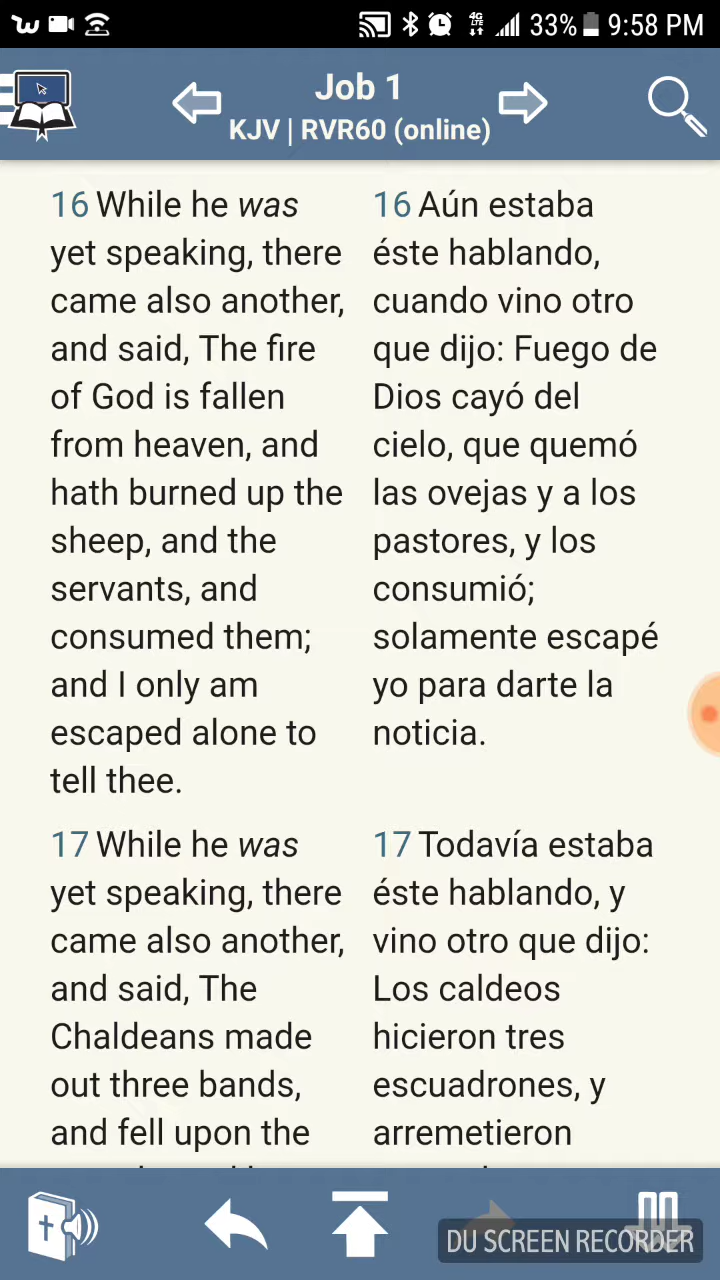 33% 9:58 PM
Job 1
KJV | RVR60 (online)
16 While he was
yet speaking, there
came also another,
and said, The fire
of God is fallen
from heaven, and
hath burned up the
sheep, and the
servants, and
consumed them;
and I only am
escaped alone to
tell thee.
16 Aún estaba
éste hablando,
cuando vino otro
que dijo: Fuego de
Dios cayó del
cielo, que quemó
las ovejas y a los
pastores, y los
consumió;
solamente escapé
yo para darte la
noticia.
17 While he was
yet speaking, there
came also another,
and said, The
Chaldeans made
out three bands,
and fell upon the
17 Todavía estaba
éste hablando, y
vino otro que dijo:
Los caldeos
hicieron tres
escuadrones, y
arremetieron
DU SCREEN RECORDER